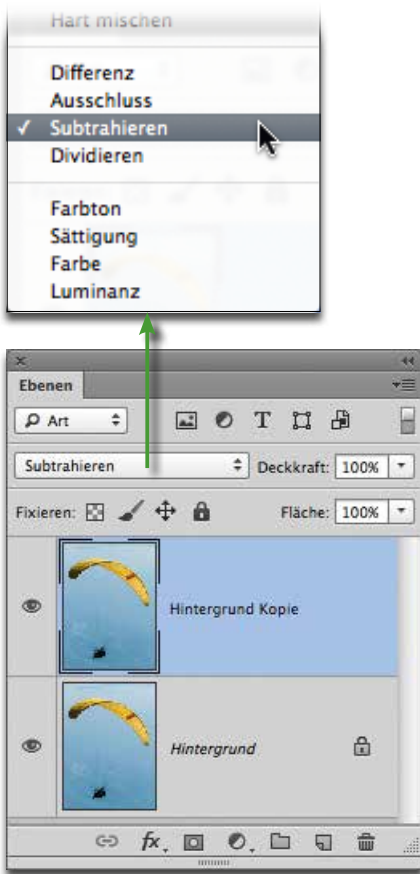 Hart mischen
Differenz
Ausschluss
✓ Subtrahieren
Dividieren
Farbton
Sättigung
Farbe
Luminanz
Ebenen
Art
Subtrahieren Deckkraft: 100%
Fixieren: Fläche: 100%
Hintergrund Kopie
Hintergrund
fx